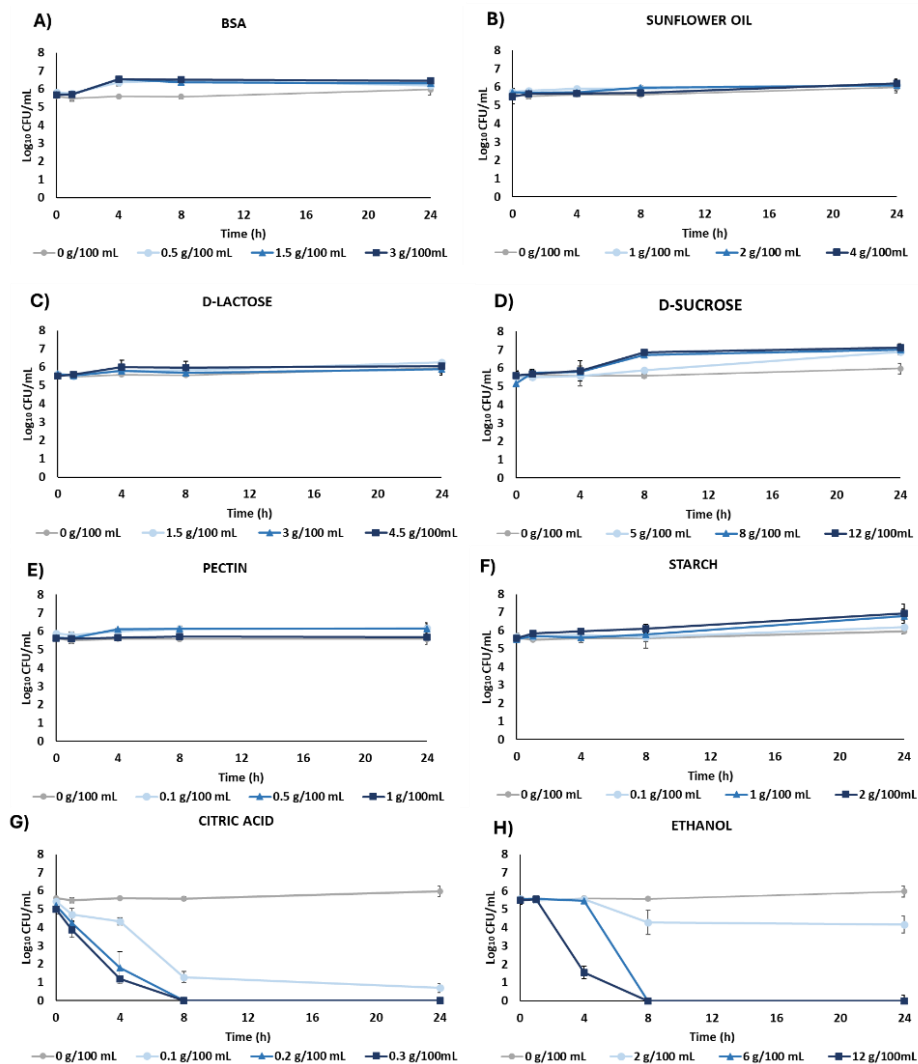 A)
BSA
8
7
6
5
4
3
2
1
0
Log10 CFU/mL
0 4 8 12 16 20 24
Time (h)
0 g/100 mL 0.5 g/100 mL 1.5 g/100 mL 3 g/100mL
B)
SUNFLOWER OIL
8
7
6
5
4
3
2
1
0
Log10 CFU/mL
0 4 8 12 16 20 24
Time (h)
0 g/100 mL 1 g/100 mL 2 g/100 mL 4 g/100mL
C)
D-LACTOSE
8
7
6
5
4
3
2
1
0
Log10 CFU/mL
0 4 8 12 16 20 24
Time (h)
0 g/100 mL 1.5 g/100 mL 3 g/100 mL 4.5 g/100mL
D)
D-SUCROSE
8
7
6
5
4
3
2
1
0
Log10 CFU/mL
0 4 8 12 16 20 24
Time (h)
0 g/100 mL 5 g/100 mL 8 g/100 mL 12 g/100mL
E)
PECTIN
8
7
6
5
4
3
2
1
0
Log10 CFU/mL
0 4 8 12 16 20 24
Time (h)
0 g/100 mL 0.1 g/100 mL 0.5 g/100 mL 1 g/100mL
F)
STARCH
8
7
6
5
4
3
2
1
0
Log10 CFU/mL
0 4 8 12 16 20 24
Time (h)
0 g/100 mL 0.1 g/100 mL 1 g/100 mL 2 g/100mL
G)
CITRIC ACID
8
7
6
5
4
3
2
1
0
Log10 CFU/mL
0 4 8 12 16 20 24
Time (h)
0 g/100 mL 0.1 g/100 mL 0.2 g/100 mL 0.3 g/100mL
H)
ETHANOL
8
7
6
5
4
3
2
1
0
Log10 CFU/mL
0 4 8 12 16 20 24
Time (h)
0 g/100 mL 2 g/100 mL 6 g/100 mL 12 g/100mL